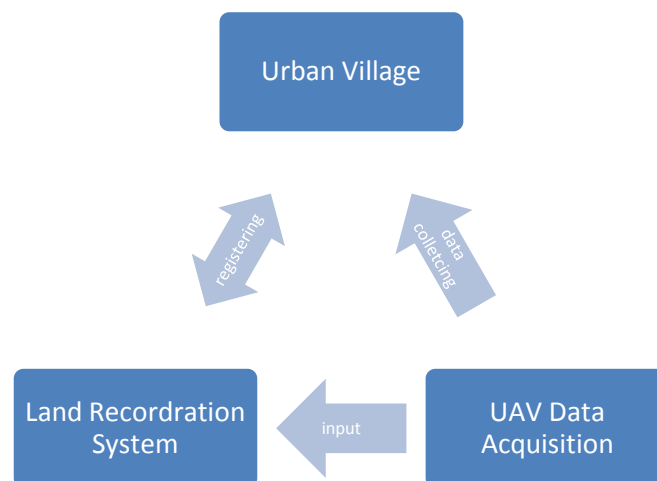 Urban Village
registering
data
colletcing
Land Recordration
System
input
UAV Data
Acquisition